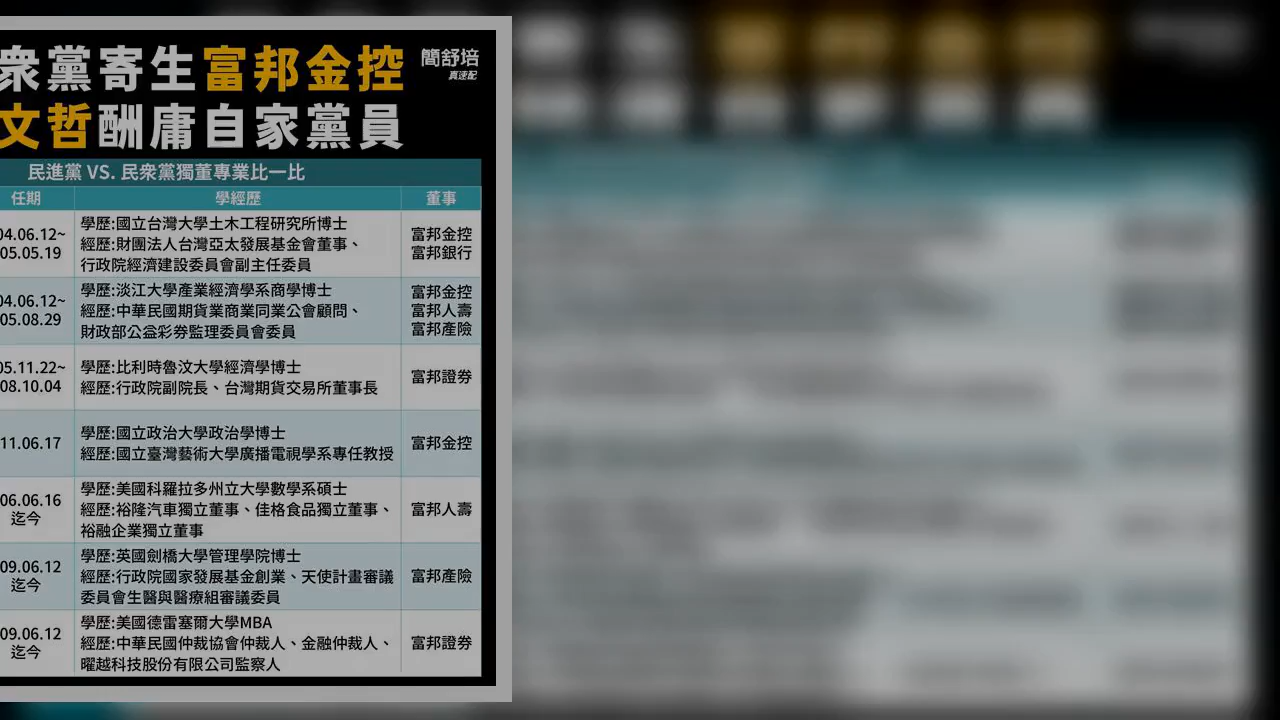 衆黨寄生富邦金控
簡舒培
真速配
文哲酬庸自家黨員
民進黨 VS. 民衆黨獨董專業比一比
任期 學經歷 董事
04.06.12~
05.05.19
學歷:國立台灣大學土木工程研究所博士
經歷:財團法人台灣亞太發展基金會董事、
行政院經濟建設委員會副主任委員
富邦金控
富邦銀行
04.06.12~
05.08.29
學歷:淡江大學產業經濟學系商學博士
經歷:中華民國期貨業商業同業公會顧問、
財政部公益彩券監理委員會委員
富邦金控
富邦人壽
富邦產險
05.11.22~
08.10.04
學歷:比利時魯汶大學經濟學博士
經歷:行政院副院長、台灣期貨交易所董事長
富邦證券
11.06.17
學歷:國立政治大學政治學博士
經歷:國立臺灣藝術大學廣播電視學系專任教授
富邦金控
06.06.16
迄今
學歷:美國科羅拉多州立大學數學系碩士
經歷:裕隆汽車獨立董事、佳格食品獨立董事、
裕融企業獨立董事
富邦人壽
09.06.12
迄今
學歷:英國劍橋大學管理學院博士
經歷:行政院國家發展基金創業、天使計畫審議
委員會生醫與醫療組審議委員
富邦產險
09.06.12
迄今
學歷:美國德雷塞爾大學MBA
經歷:中華民國仲裁協會仲裁人、金融仲裁人、
曜越科技股份有限公司監察人
富邦證券